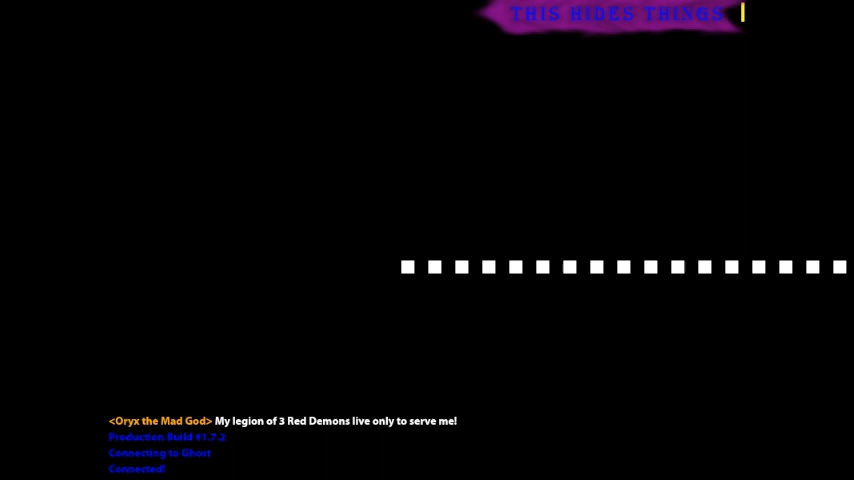 THIS HIDES THINGS
<Oryx the Mad God> My legion of 3 Red Demons live only to serve me!
Production Build #1.7.2
Connecting to Ghost
Connected!